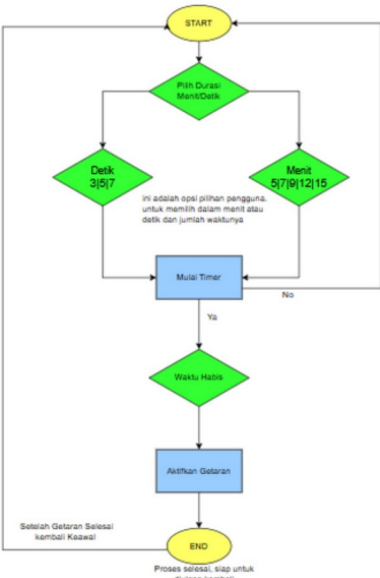 START
Pilih Durasi
Menit/Detik
Detik
3|5|7
Menit
5|7|9|12|15
ini adalah opsi pilihan pengguna.
untuk memilih dalam menit atau
detik dan jumlah waktunya
Mulai Timer
No
Ya
Waktu Habis
Aktifkan Getaran
Setelah Getaran Selesai
kembali Keawal
END
Proses selesai, siap untuk